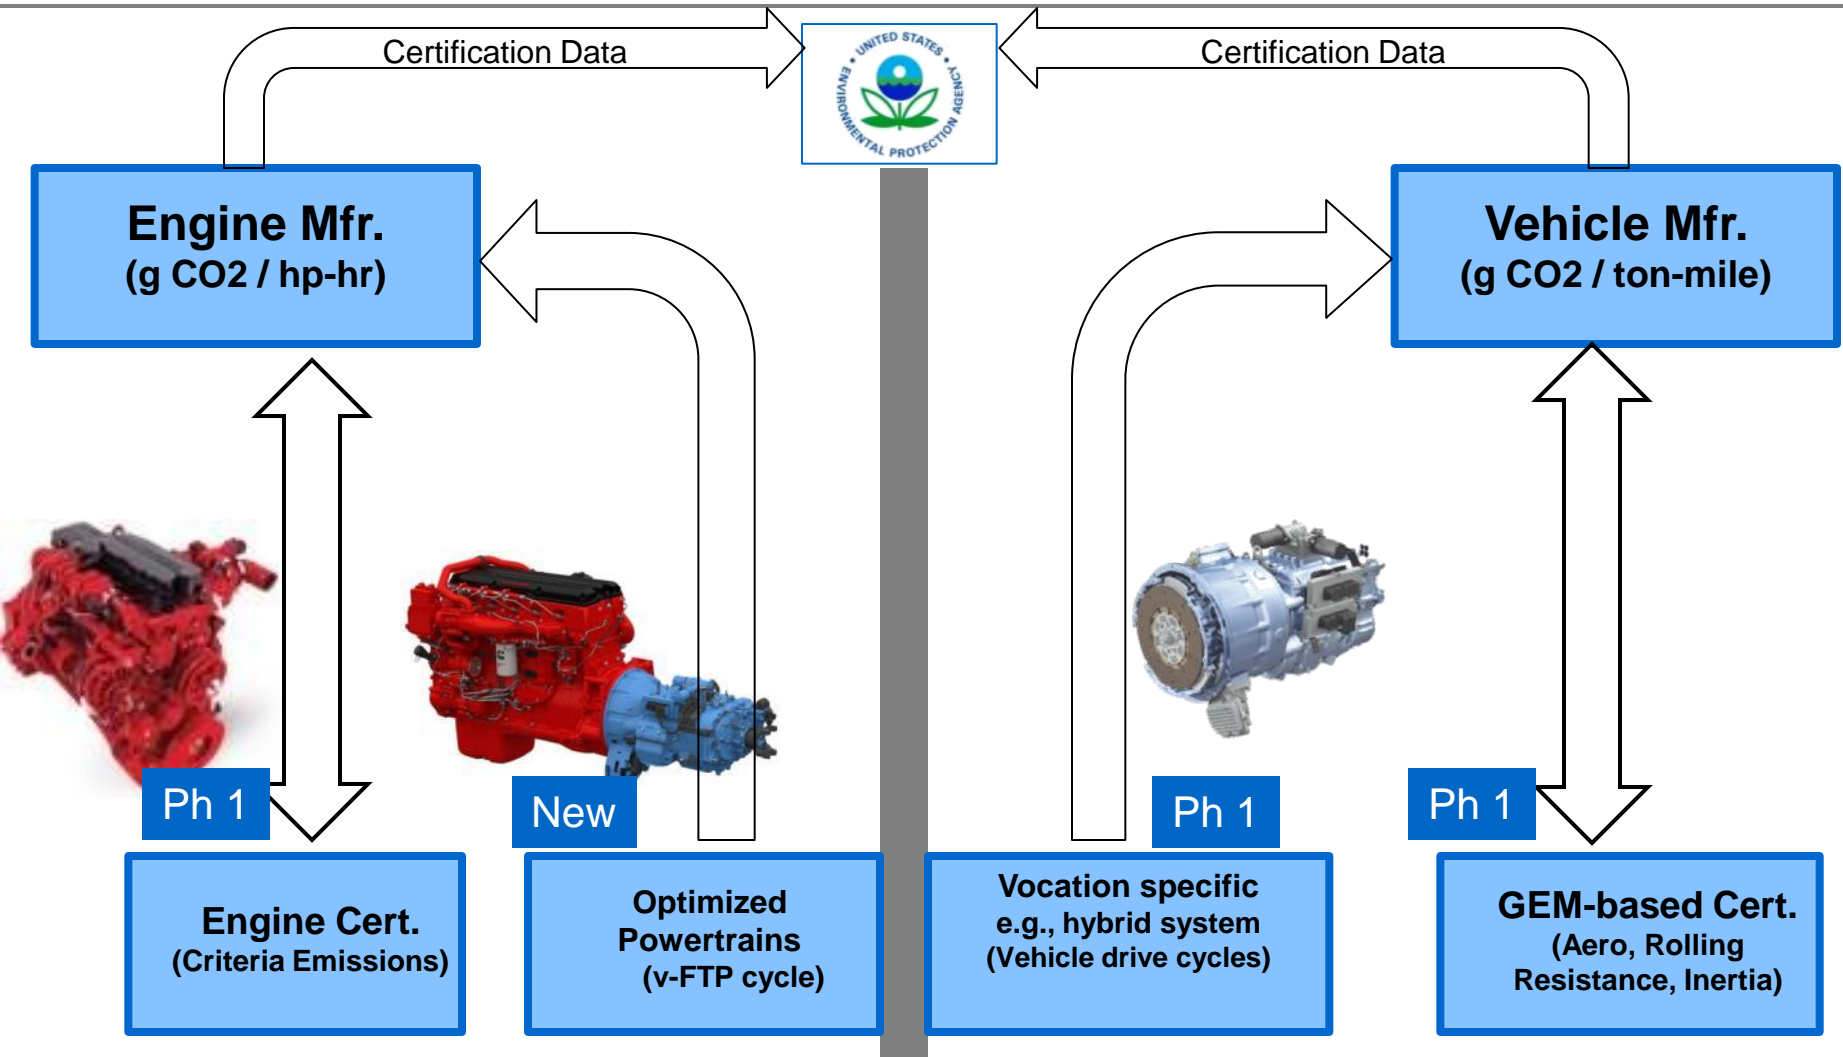 Certification Data
UNITED STATES
ENVIRONMENTAL PROTECTION AGENCY
Certification Data
Engine Mfr.
(g CO2 / hp-hr)
Vehicle Mfr.
(g CO2 / ton-mile)
Ph 1
New
Ph 1
Ph 1
Engine Cert.
(Criteria Emissions)
Optimized
Powertrains
(v-FTP cycle)
Vocation specific
e.g., hybrid system
(Vehicle drive cycles)
GEM-based Cert.
(Aero, Rolling
Resistance, Inertia)